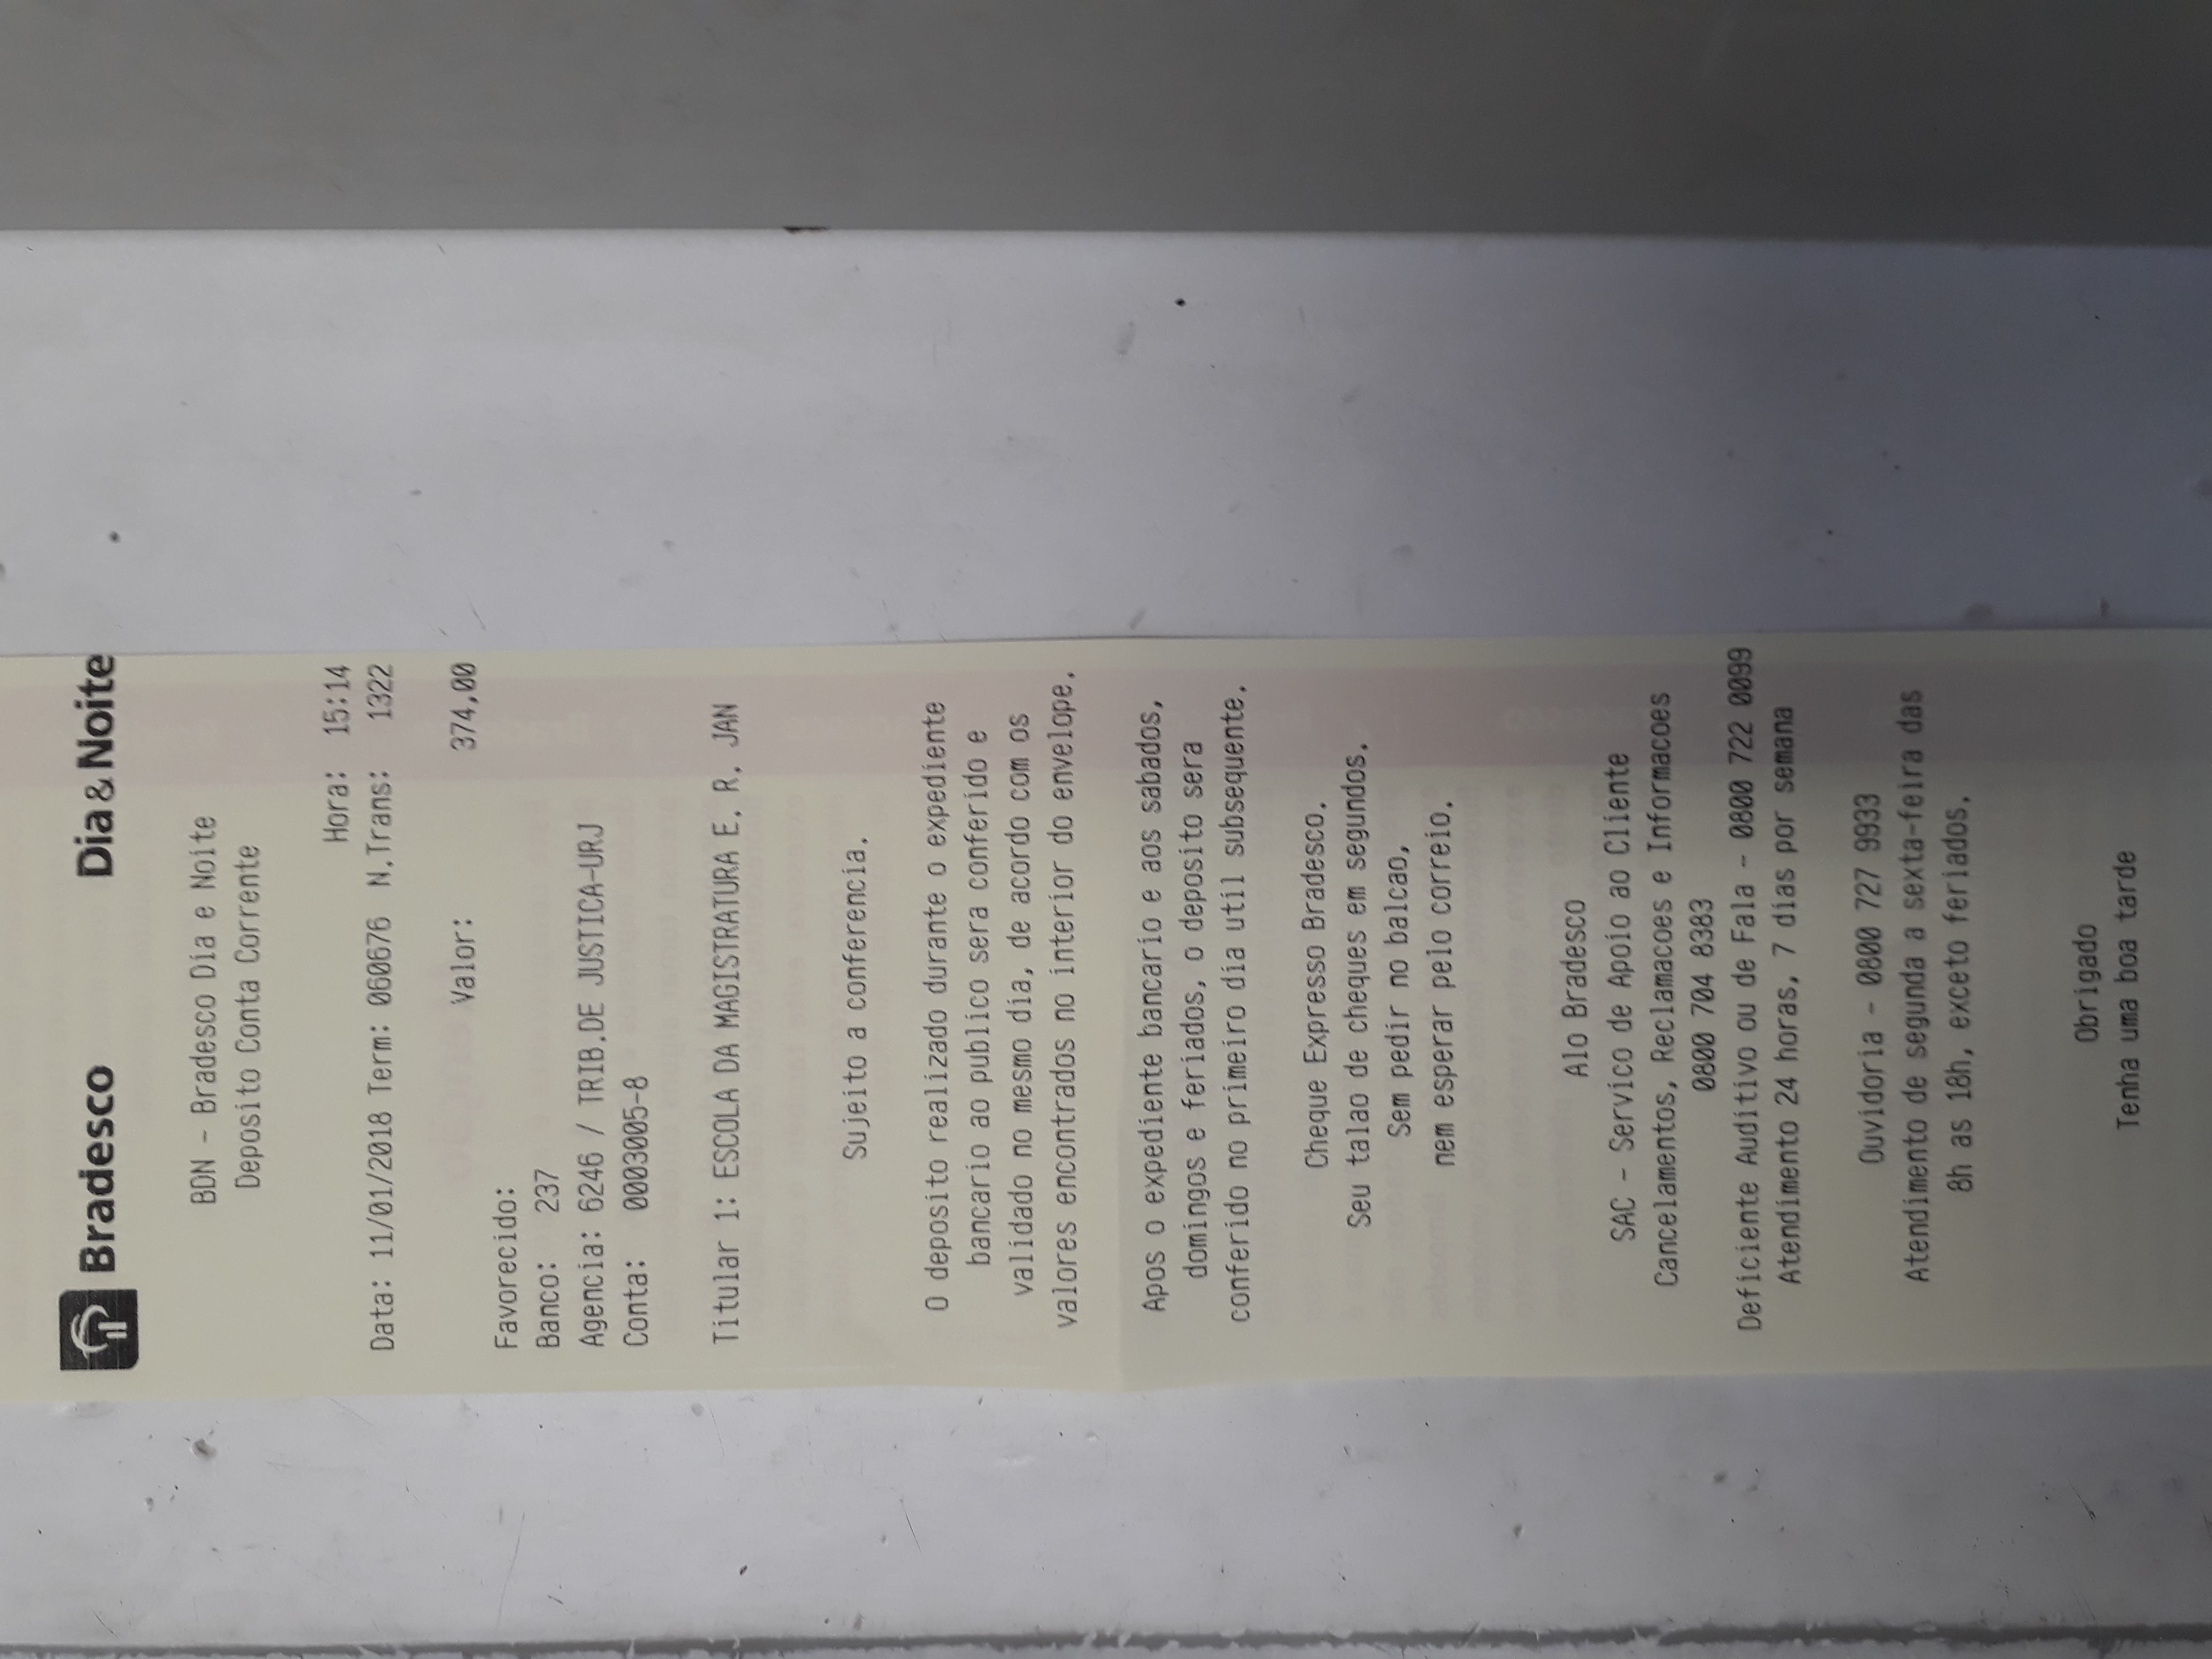 Bradesco Dia & Noite
BDN - Bradesco Dia e Noite
Deposito Conta Corrente
Hora: 15:14
Data: 11/01/2018 Term: 060676 N.Trans: 1322
Valor: 374,00
Favorecido:
Banco: 237
Agencia: 6246 / TRIB.DE JUSTICA-URJ
Conta: 0003005-8
Titular 1: ESCOLA DA MAGISTRATURA E. R. JAN
Sujeito a conferencia.
O deposito realizado durante o expediente
bancario ao publico sera conferido e
validado no mesmo dia, de acordo com os
valores encontrados no interior do envelope.
Apos o expediente bancario e aos sabados,
domingos e feriados, o deposito sera
conferido no primeiro dia util subsequente.
Cheque Expresso Bradesco.
Seu talao de cheques em segundos.
Sem pedir no balcao,
nem esperar pelo correio.
Alo Bradesco
SAC - Servico de Apoio ao Cliente
Cancelamentos, Reclamacoes e Informacoes
0800 704 8383
Deficiente Auditivo ou de Fala - 0800 722 0099
Atendimento 24 horas, 7 dias por semana
Ouvidoria - 0800 727 9933
Atendimento de segunda a sexta-feira das
8h as 18h, exceto feriados.
Obrigado
Tenha uma boa tarde